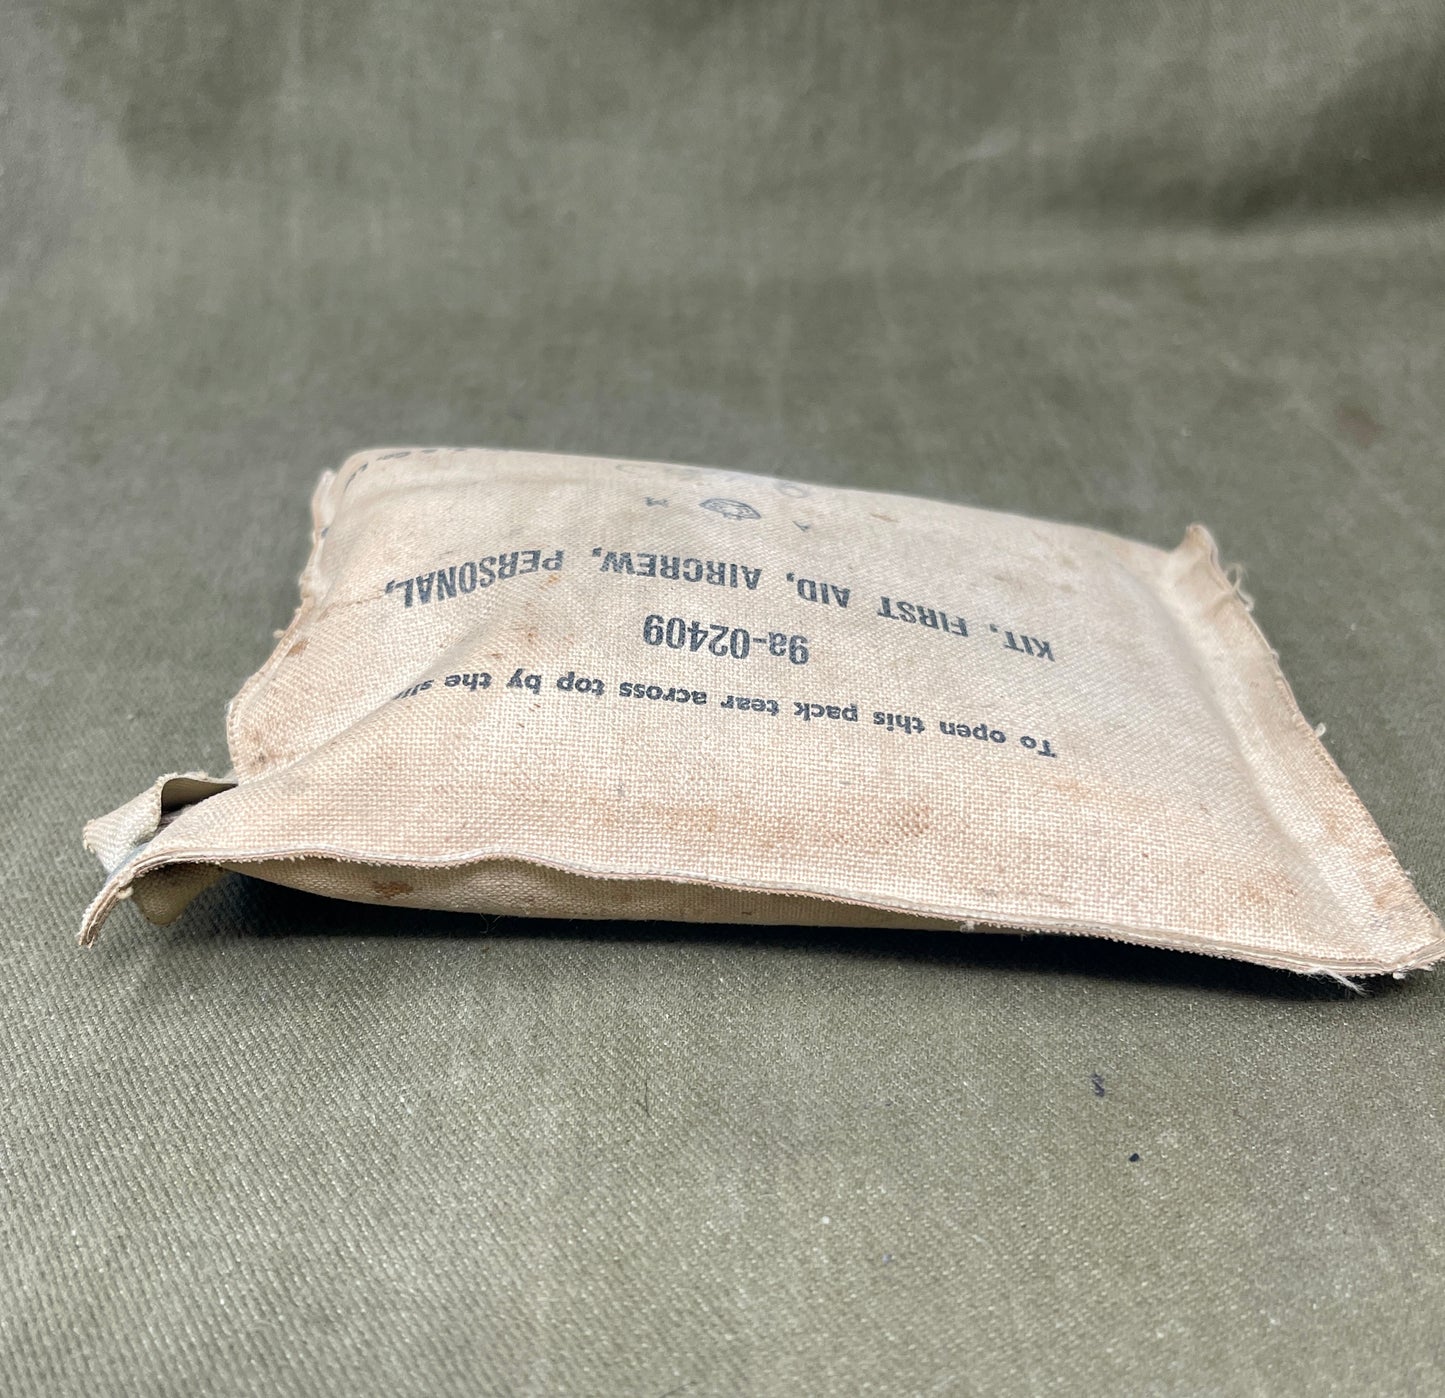 To open this pack tear across top by the
9a-02409
KIT, FIRST AID, AIRCREW, PERSONAL,